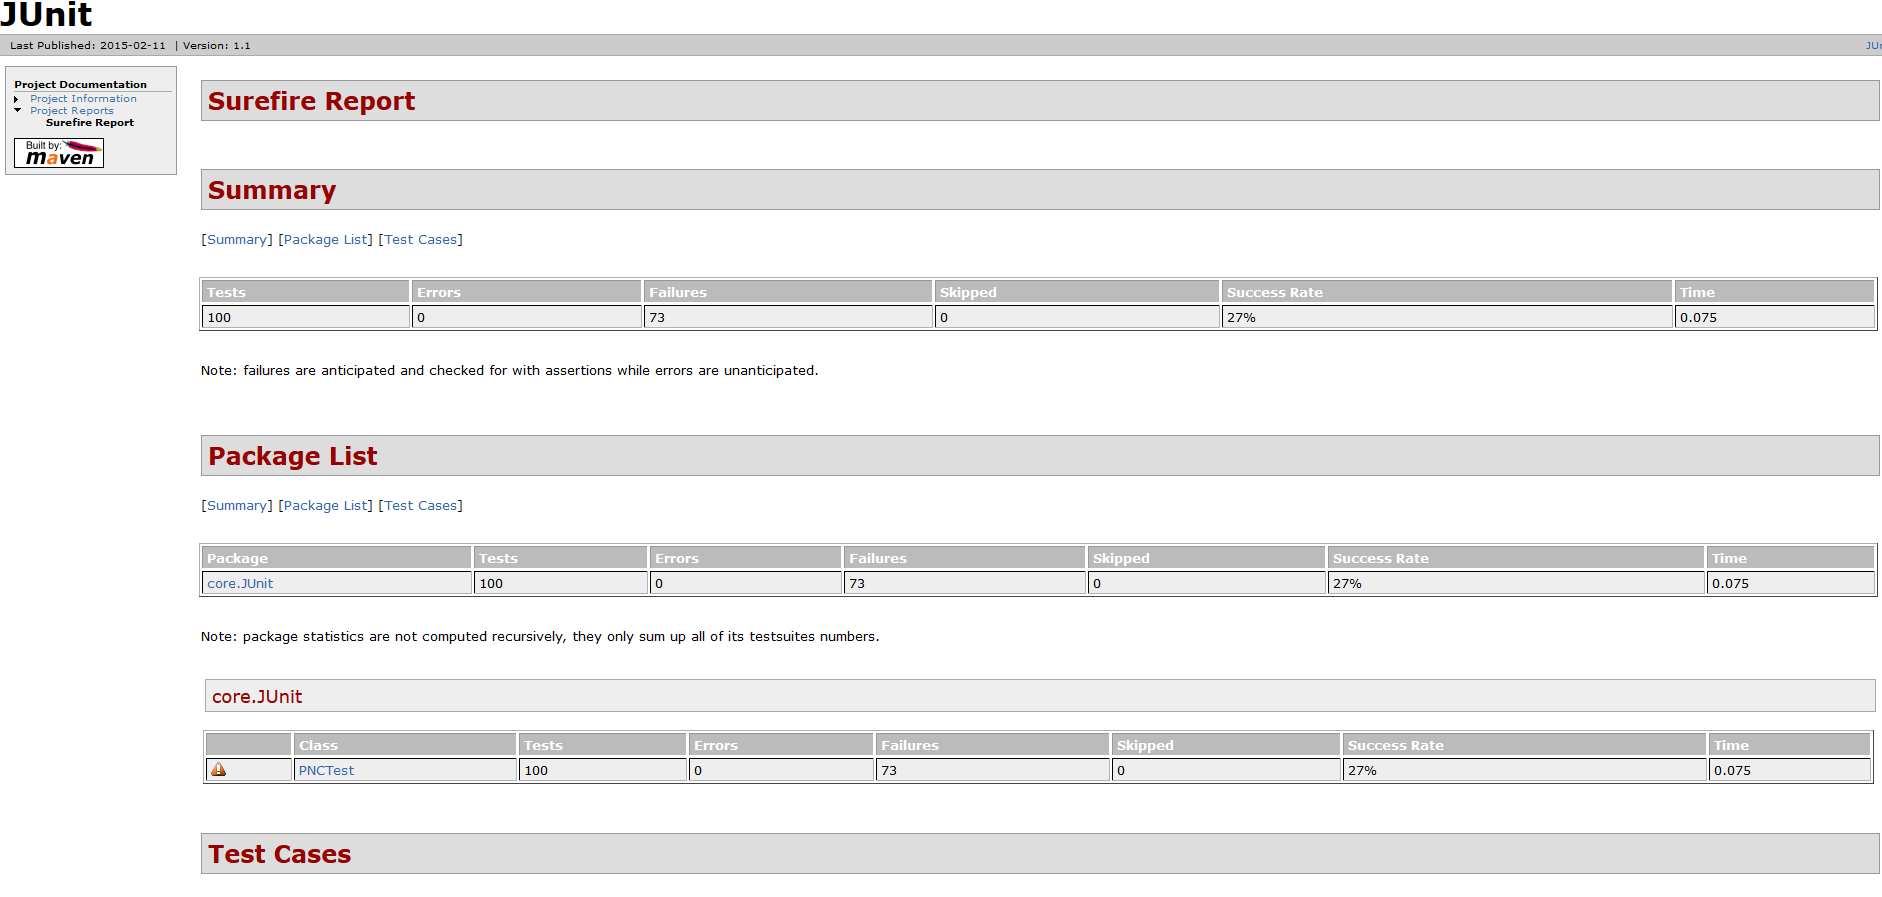 JUnit
Last Published: 2015-02-11 | Version: 1.1
Project Documentation
Project Information
Project Reports
Surefire Report
Built by:
maven
Surefire Report
Summary
[Summary] [Package List] [Test Cases]
Tests Errors Failures Skipped Success Rate Time
100 0 73 0 27% 0.075
Note: failures are anticipated and checked for with assertions while errors are unanticipated.
Package List
[Summary] [Package List] [Test Cases]
Package Tests Errors Failures Skipped Success Rate Time
core.JUnit 100 0 73 0 27% 0.075
Note: package statistics are not computed recursively, they only sum up all of its testsuites numbers.
core.JUnit
Class Tests Errors Failures Skipped Success Rate Time
PNCTest 100 0 73 0 27% 0.075
Test Cases